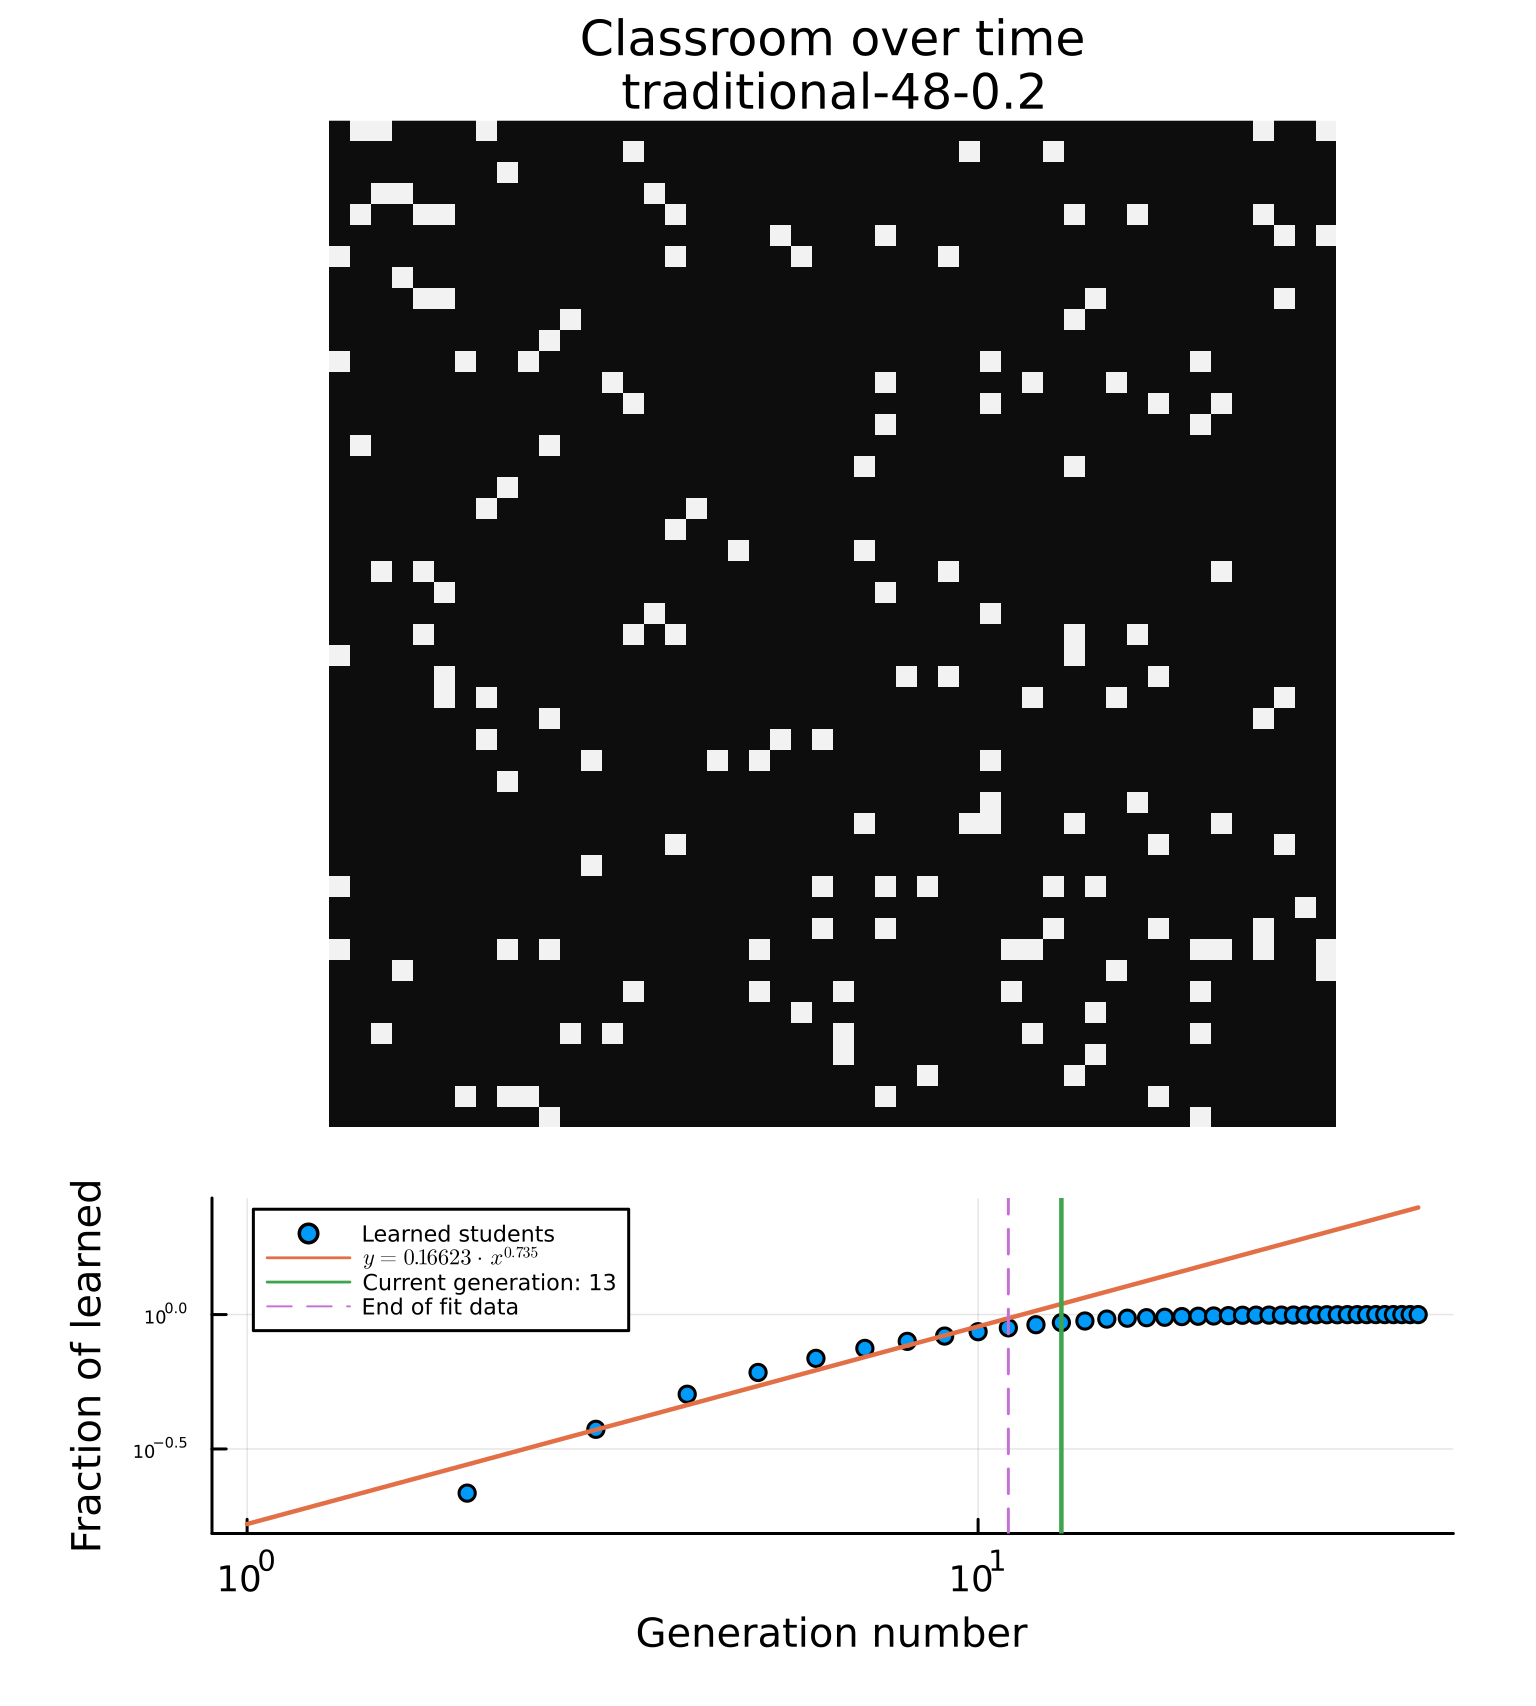 Classroom over time
traditional-48-0.2
Fraction of learned
Learned students
y = 0.16623 · x^0.735
Current generation: 13
End of fit data
10^0.0
10^−0.5
10^0
10^1
Generation number